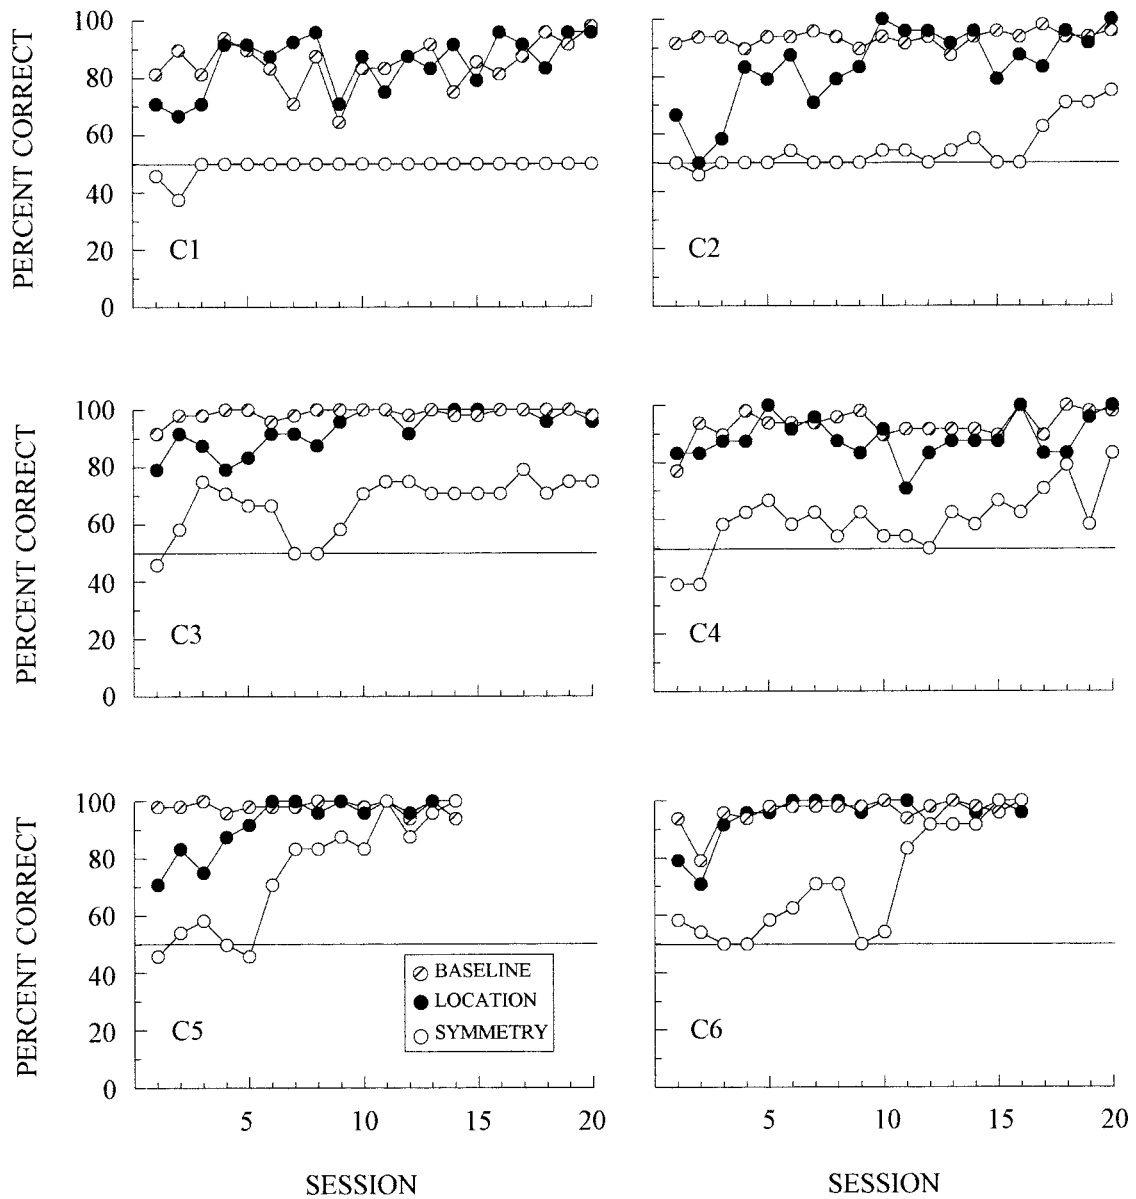 PERCENT CORRECT
100
80
60
40
20
0
C1
C2
PERCENT CORRECT
100
80
60
40
20
0
C3
C4
PERCENT CORRECT
100
80
60
40
20
0
BASELINE
LOCATION
SYMMETRY
C5
C6
5 10 15 20
5 10 15 20
SESSION
SESSION